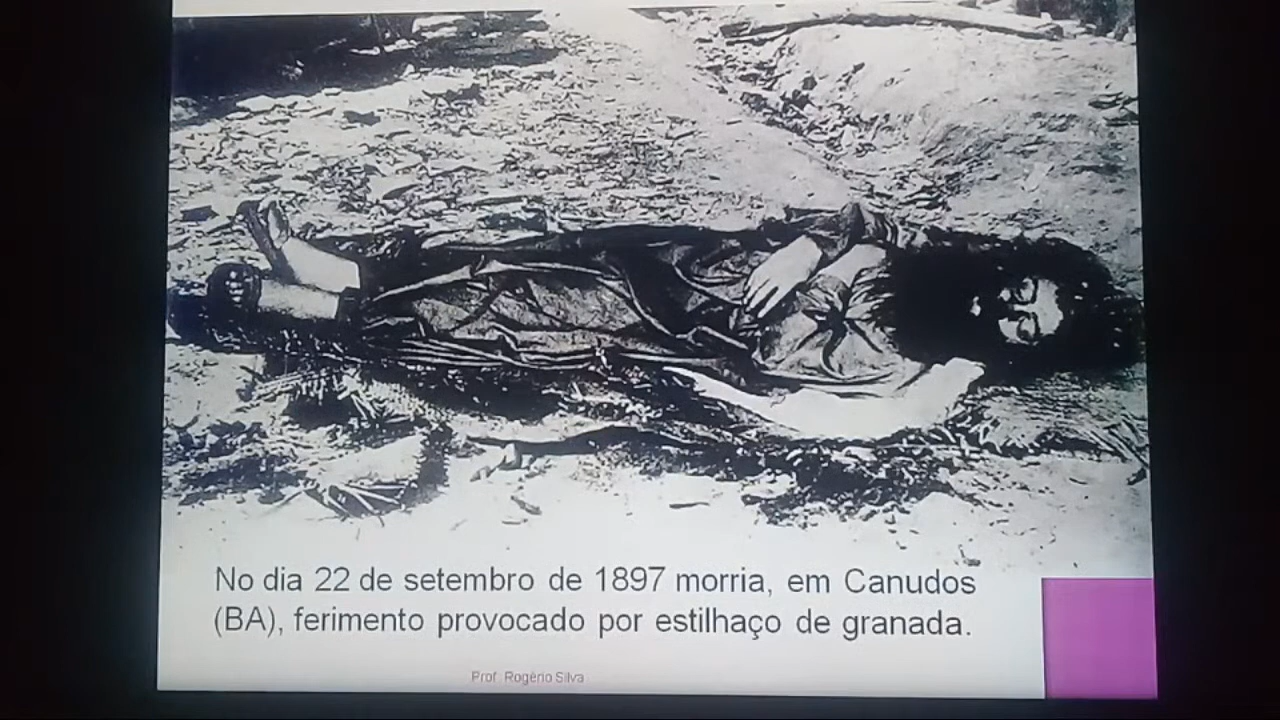 No dia 22 de setembro de 1897 morria, em Canudos
(BA), ferimento provocado por estilhaço de granada.
Prof. Rogério Silva